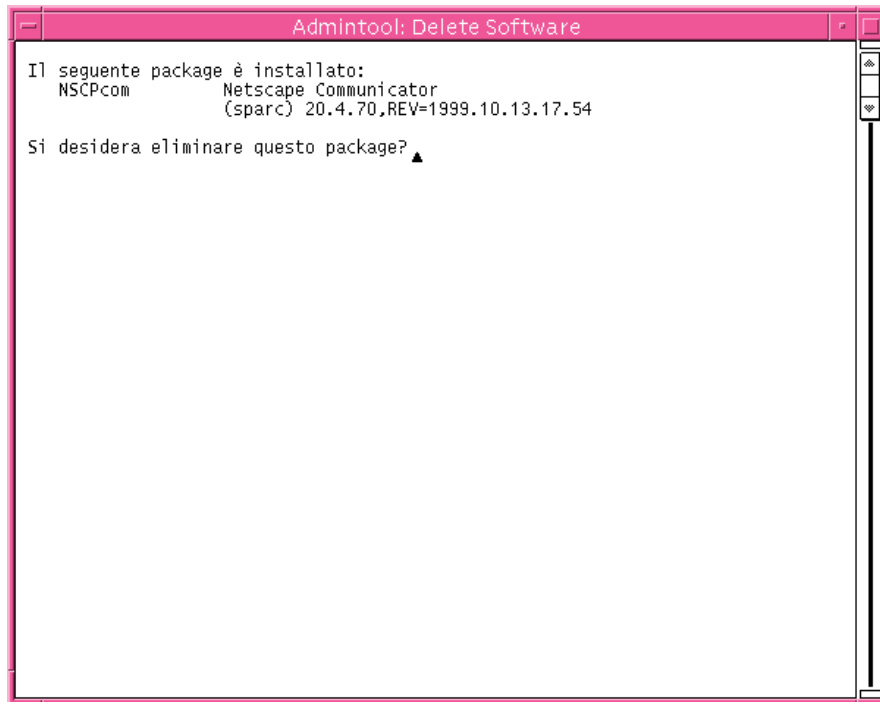 Admintool: Delete Software
Il seguente package è installato:
NSCPcom Netscape Communicator
(sparc) 20.4.70,REV=1999.10.13.17.54
Si desidera eliminare questo package?